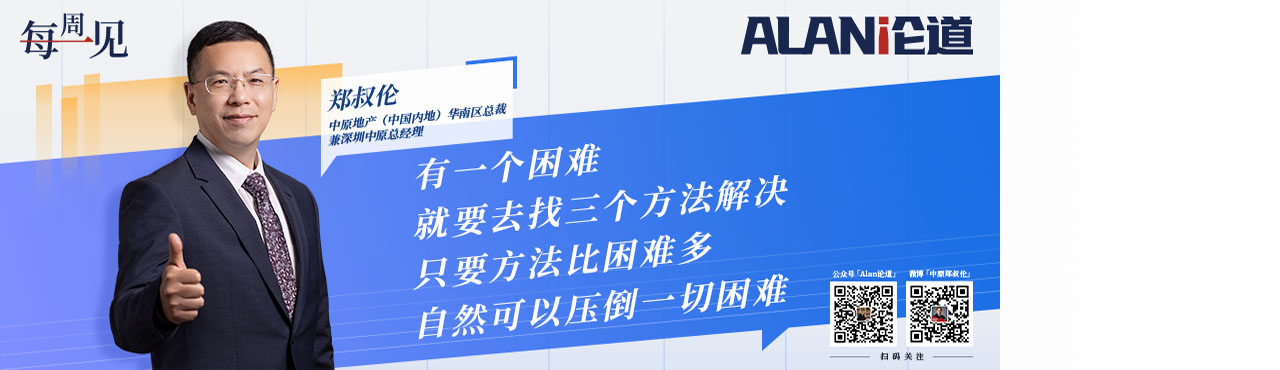 每周一见
ALAN论道
郑叔伦
中原地产（中国内地）华南区总裁
兼深圳中原总经理
有一个困难
就要去找三个方法解决
只要方法比困难多
自然可以压倒一切困难
公众号「Alan论道」
微博「中原郑叔伦」
扫码关注